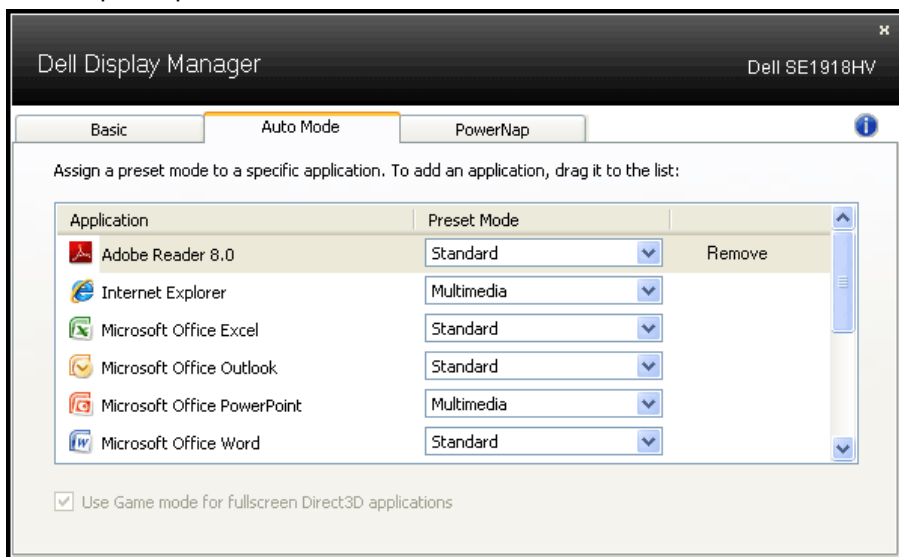 Dell Display Manager
Dell SE1918HV
Basic Auto Mode PowerNap
Assign a preset mode to a specific application. To add an application, drag it to the list:
Application Preset Mode
Adobe Reader 8.0 Standard Remove
Internet Explorer Multimedia
Microsoft Office Excel Standard
Microsoft Office Outlook Standard
Microsoft Office PowerPoint Multimedia
Microsoft Office Word Standard
Use Game mode for fullscreen Direct3D applications